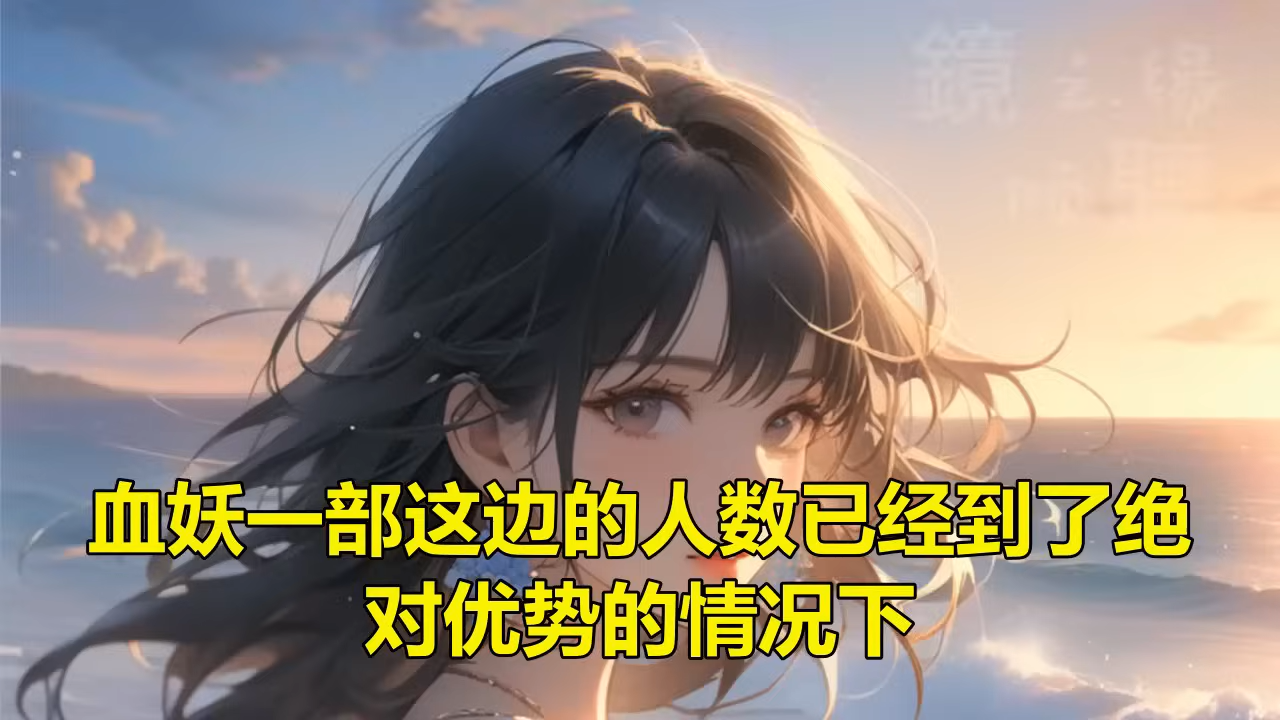 鏡
血妖一部这边的人数已经到了绝
对优势的情况下